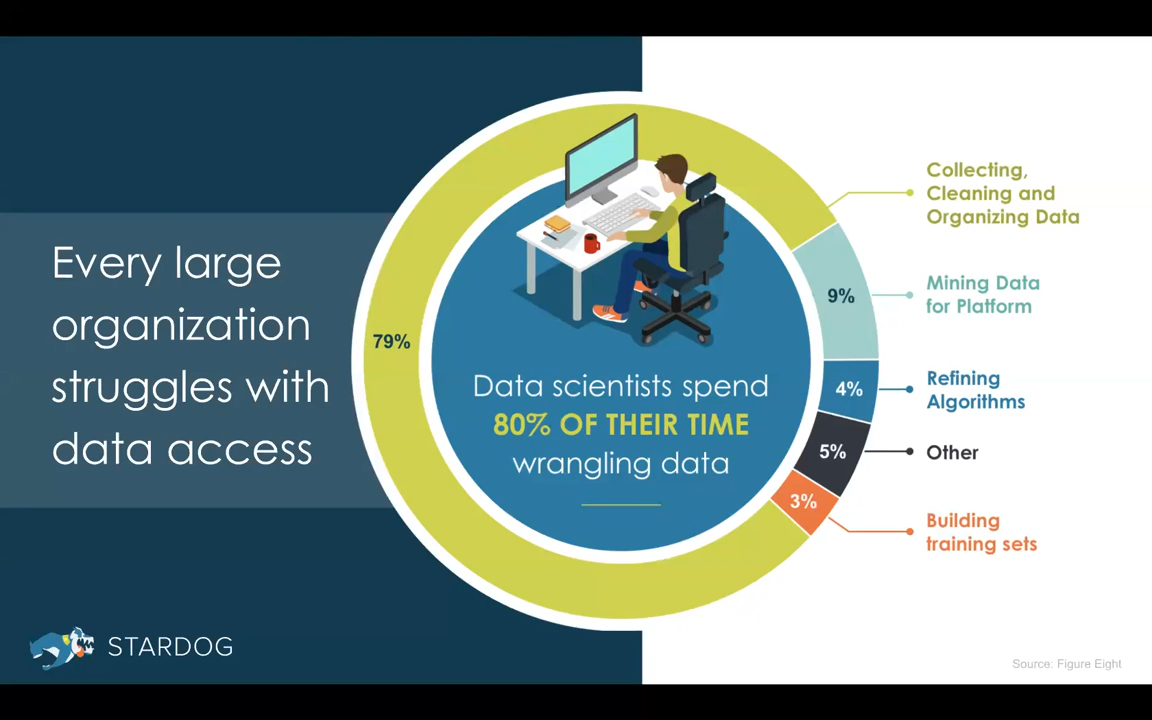 Every large
organization
struggles with
data access
79%
Data scientists spend
80% OF THEIR TIME
wrangling data
9%
4%
5%
3%
Collecting,
Cleaning and
Organizing Data
Mining Data
for Platform
Refining
Algorithms
Other
Building
training sets
STARDOG
Source: Figure Eight